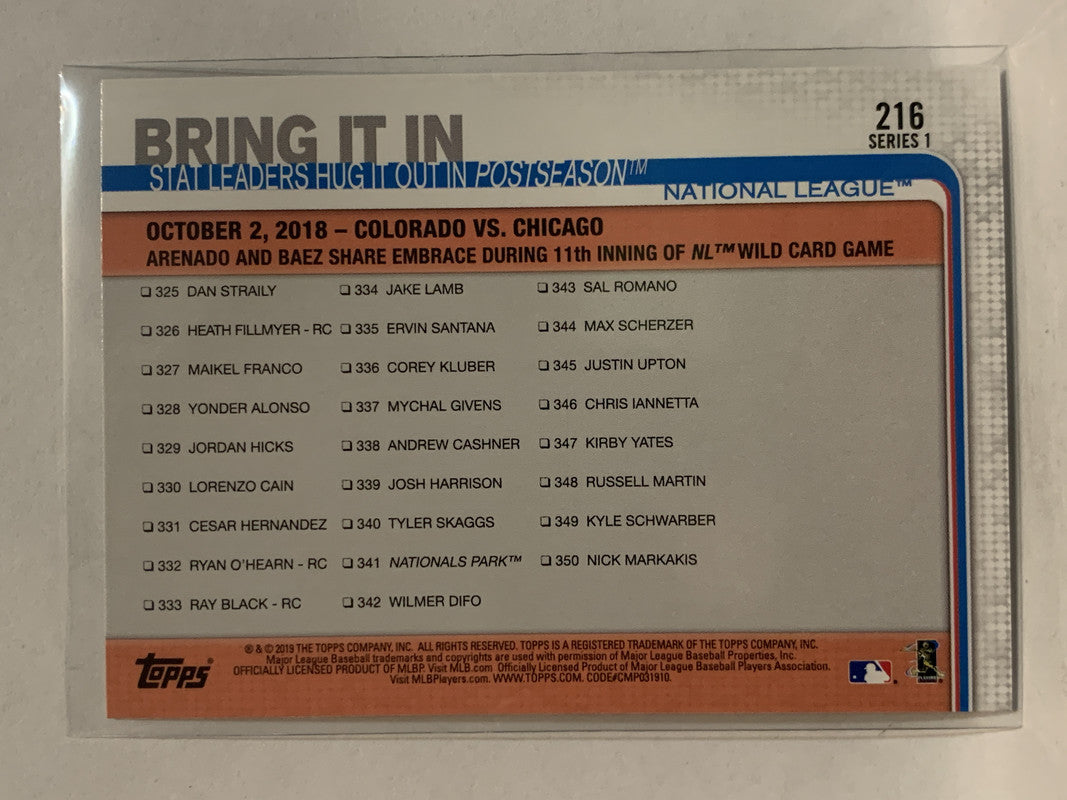 BRING IT IN
216
SERIES 1
STAT LEADERS HUG IT OUT IN POSTSEASON™
NATIONAL LEAGUE™
OCTOBER 2, 2018 – COLORADO VS. CHICAGO
ARENADO AND BAEZ SHARE EMBRACE DURING 11th INNING OF NL™ WILD CARD GAME
❏ 325 DAN STRAILY
❏ 326 HEATH FILLMYER - RC
❏ 327 MAIKEL FRANCO
❏ 328 YONDER ALONSO
❏ 329 JORDAN HICKS
❏ 330 LORENZO CAIN
❏ 331 CESAR HERNANDEZ
❏ 332 RYAN O'HEARN - RC
❏ 333 RAY BLACK - RC
❏ 334 JAKE LAMB
❏ 335 ERVIN SANTANA
❏ 336 COREY KLUBER
❏ 337 MYCHAL GIVENS
❏ 338 ANDREW CASHNER
❏ 339 JOSH HARRISON
❏ 340 TYLER SKAGGS
❏ 341 NATIONALS PARK™
❏ 342 WILMER DIFO
❏ 343 SAL ROMANO
❏ 344 MAX SCHERZER
❏ 345 JUSTIN UPTON
❏ 346 CHRIS IANNETTA
❏ 347 KIRBY YATES
❏ 348 RUSSELL MARTIN
❏ 349 KYLE SCHWARBER
❏ 350 NICK MARKAKIS
Topps®
® & © 2019 THE TOPPS COMPANY, INC. ALL RIGHTS RESERVED. TOPPS IS A REGISTERED TRADEMARK OF THE TOPPS COMPANY, INC.
Major League Baseball trademarks and copyrights are used with permission of Major League Baseball Properties, Inc.
OFFICIALLY LICENSED PRODUCT OF MLBP. Visit MLB.com Officially Licensed Product of Major League Baseball Players Association.
Visit MLBPlayers.com. WWW.TOPPS.COM. CODE#CMP031910.